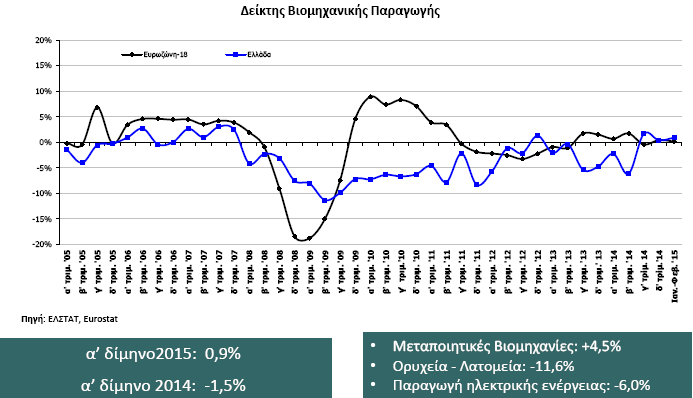 Δείκτης Βιομηχανικής Παραγωγής
20%
15%
10%
5%
0%
-5%
-10%
-15%
-20%
Ευρωζώνη-18
Ελλάδα
α' τριμ. '05
β' τριμ. '05
γ' τριμ. '05
δ' τριμ. '05
α' τριμ. '06
β' τριμ. '06
γ' τριμ. '06
δ' τριμ. '06
α' τριμ. '07
β' τριμ. '07
γ' τριμ. '07
δ' τριμ. '07
α' τριμ. '08
β' τριμ. '08
γ' τριμ. '08
δ' τριμ. '08
α' τριμ. '09
β' τριμ. '09
γ' τριμ. '09
δ' τριμ. '09
α' τριμ. '10
β' τριμ. '10
γ' τριμ. '10
δ' τριμ. '10
α' τριμ. '11
β' τριμ. '11
γ' τριμ. '11
δ' τριμ. '11
α' τριμ. '12
β' τριμ. '12
γ' τριμ. '12
δ' τριμ. '12
α' τριμ. '13
β' τριμ.' 13
γ' τριμ.' 13
δ' τριμ.' 13
α' τριμ. '14
β' τριμ. '14
γ' τρίμ. '14
δ' τρίμ. '14
Ιαν.-Φεβ.'15
Πηγή: ΕΛΣΤΑΤ, Eurostat
α' δίμηνο2015: 0,9%
α' δίμηνο 2014: -1,5%
• Μεταποιητικές Βιομηχανίες: +4,5%
• Ορυχεία - Λατομεία: -11,6%
• Παραγωγή ηλεκτρικής ενέργειας: -6,0%